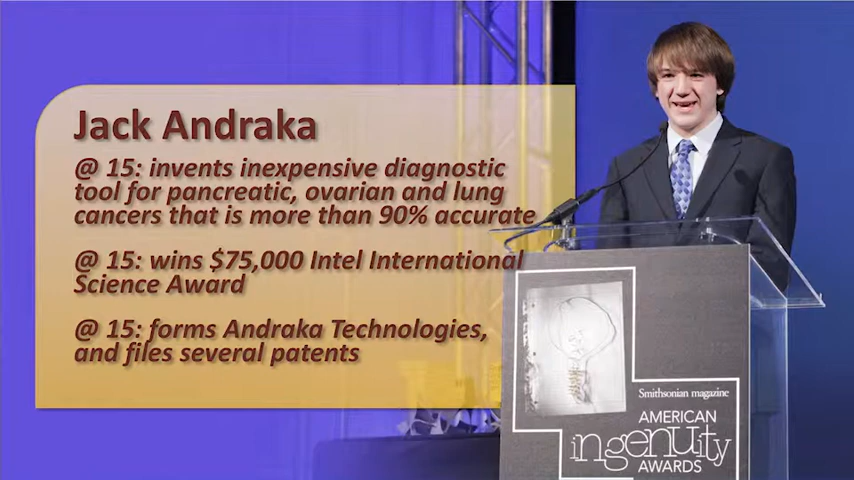 Jack Andraka
@ 15: invents inexpensive diagnostic
tool for pancreatic, ovarian and lung
cancers that is more than 90% accurate
@ 15: wins $75,000 Intel International
Science Award
@ 15: forms Andraka Technologies,
and files several patents
Smithsonian magazine
AMERICAN
ingenuity
AWARDS